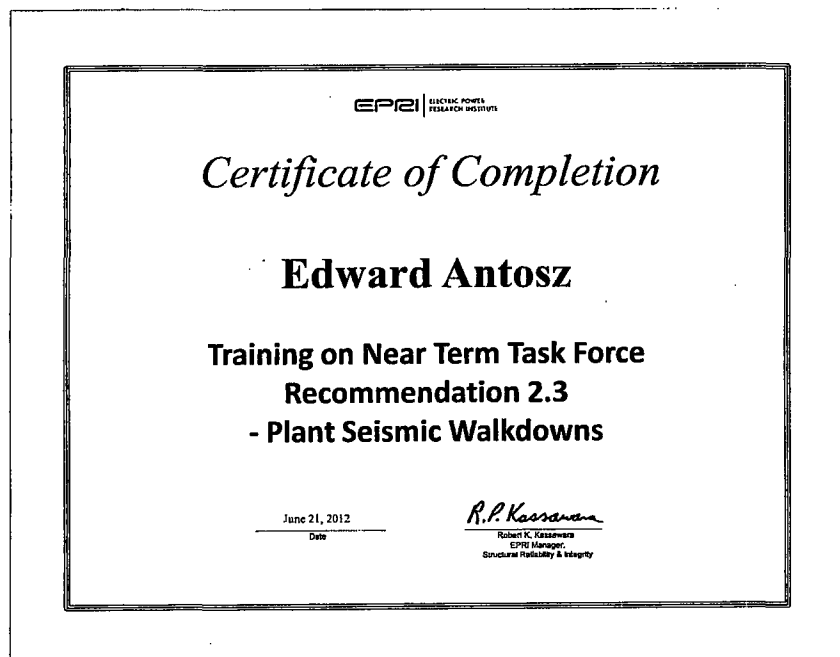 EPRI | ELECTRIC POWER
RESEARCH INSTITUTE
Certificate of Completion
Edward Antosz
Training on Near Term Task Force
Recommendation 2.3
- Plant Seismic Walkdowns
June 21, 2012
Date
R.P. Kassawara
Robert K. Kassawara
EPRI Manager,
Structural Reliability & Integrity